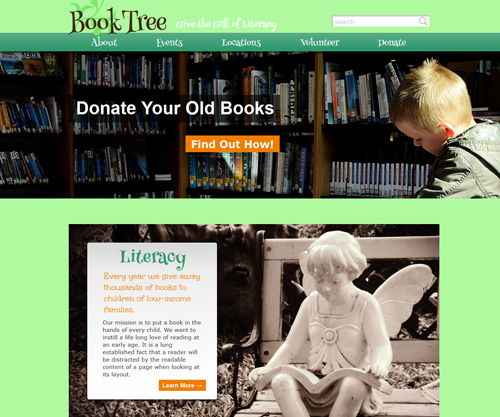 Book Tree
Give the Gift of Literacy
search
About Events Locations Volunteer Donate
Donate Your Old Books
Find Out How!
Literacy
Every year we give away
thousands of books to
children of low-income
families.
Our mission is to put a book in the
hands of every child. We want to
instill a life long love of reading at
an early age. It is a long
established fact that a reader will
be distracted by the readable
content of a page when looking at
its layout.
Learn More →